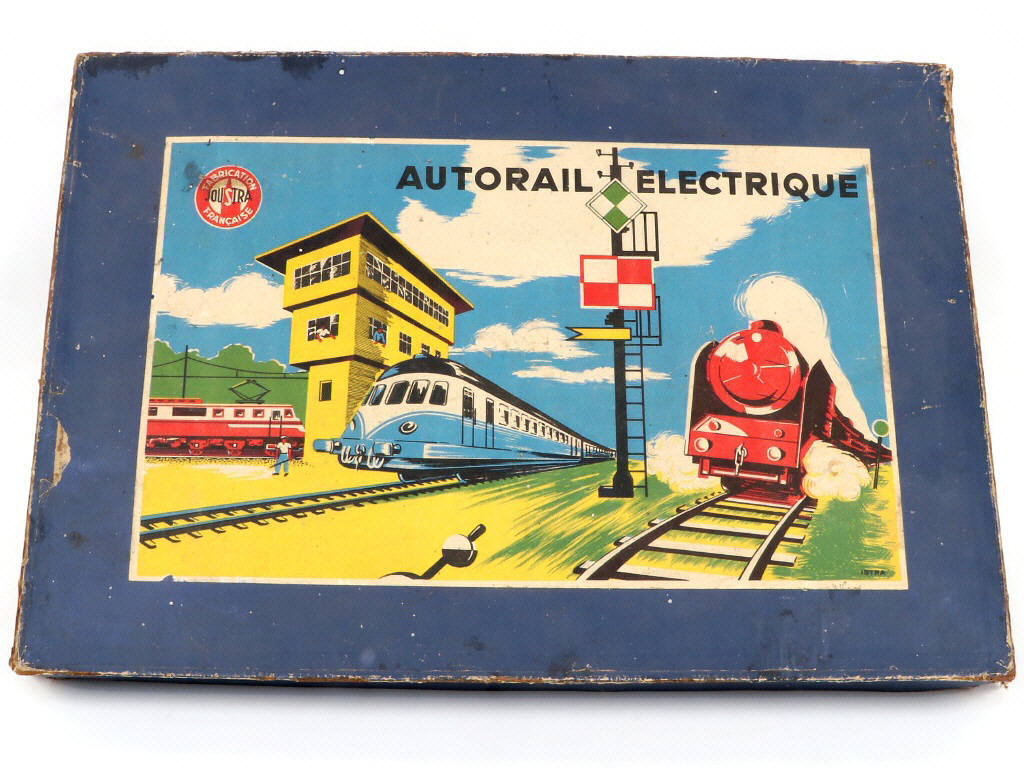 AUTORAIL ELECTRIQUE
FABRICATION
JOUSTRA
FRANÇAISE
ISTRA